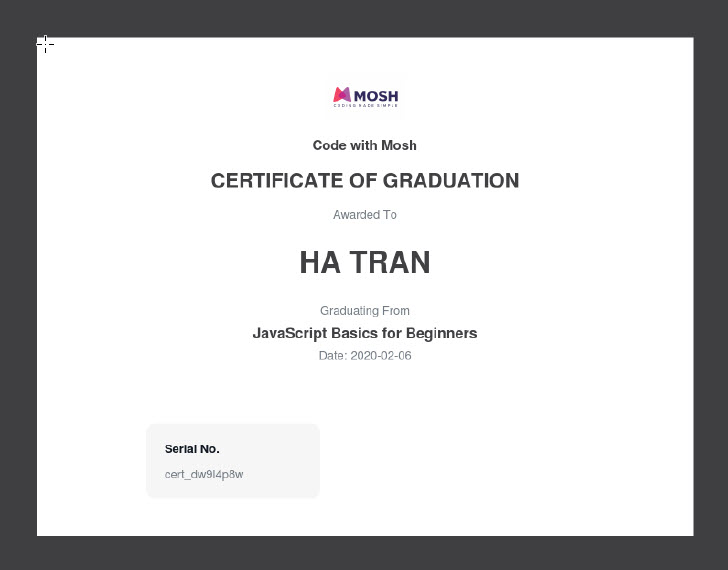 MOSH
CODING MADE SIMPLE
Code with Mosh
CERTIFICATE OF GRADUATION
Awarded To
HA TRAN
Graduating From
JavaScript Basics for Beginners
Date: 2020-02-06
Serial No.
cert_dw9l4p8w